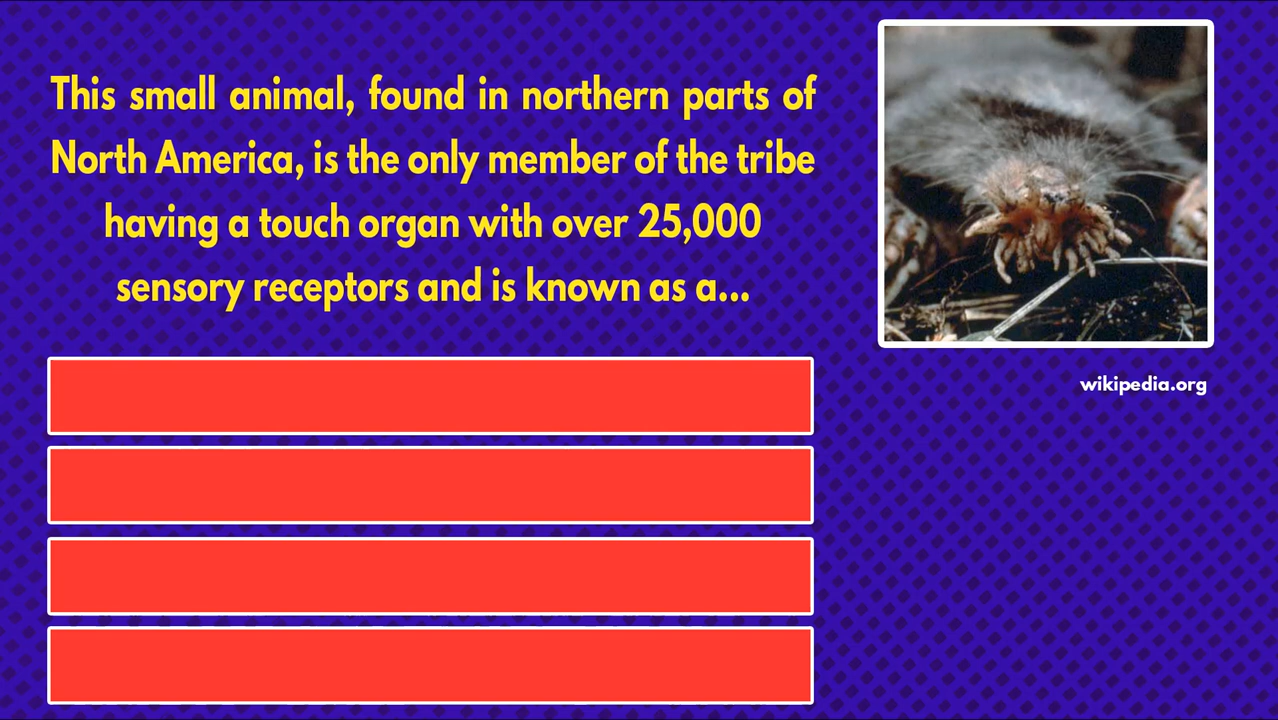 This small animal, found in northern parts of
North America, is the only member of the tribe
having a touch organ with over 25,000
sensory receptors and is known as a...
wikipedia.org